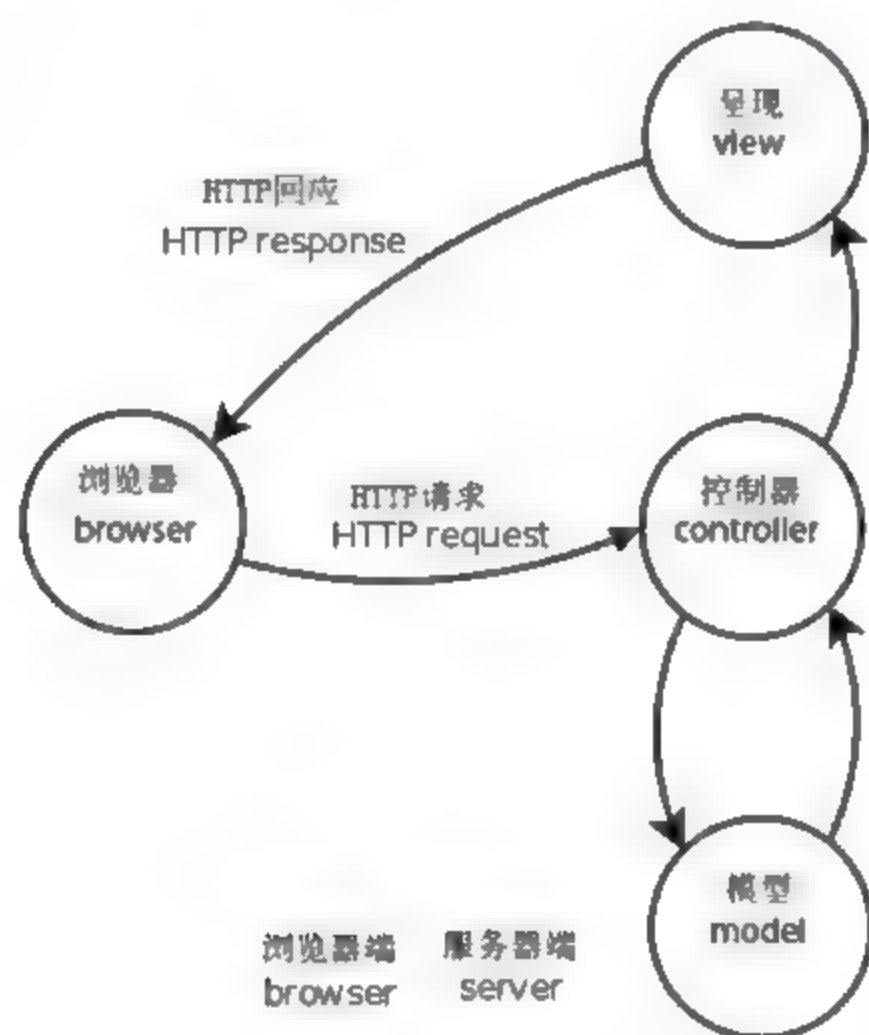 呈现
view
HTTP回应
HTTP response
浏览器
browser
HTTP请求
HTTP request
控制器
controller
模型
model
浏览器端
browser
服务器端
server